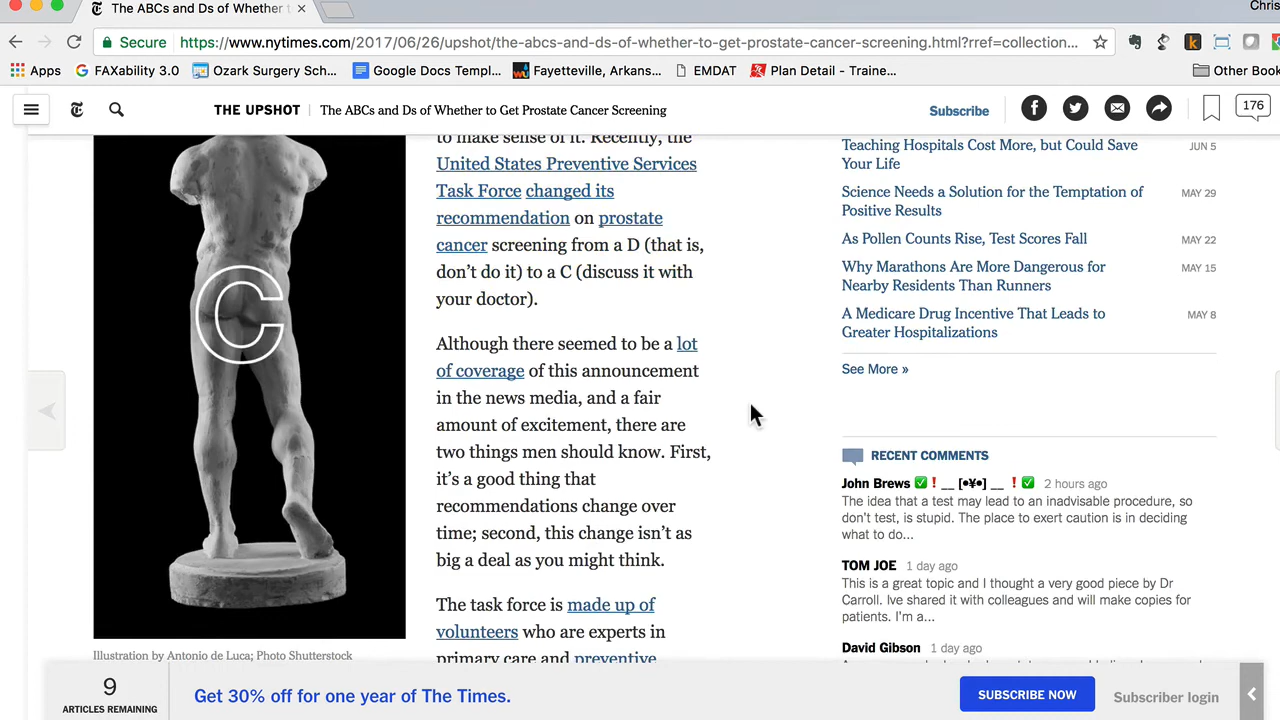 The ABCs and Ds of Whether t
Chris
Secure https://www.nytimes.com/2017/06/26/upshot/the-abcs-and-ds-of-whether-to-get-prostate-cancer-screening.html?rref=collection...
Apps FAXability 3.0 Ozark Surgery Sch... Google Docs Templ... Fayetteville, Arkans... EMDAT Plan Detail - Traine... Other Book
THE UPSHOT | The ABCs and Ds of Whether to Get Prostate Cancer Screening Subscribe 176
C
to make sense of it. Recently, the
United States Preventive Services
Task Force changed its
recommendation on prostate
cancer screening from a D (that is,
don't do it) to a C (discuss it with
your doctor).
Although there seemed to be a lot
of coverage of this announcement
in the news media, and a fair
amount of excitement, there are
two things men should know. First,
it's a good thing that
recommendations change over
time; second, this change isn't as
big a deal as you might think.
The task force is made up of
volunteers who are experts in
primary care and preventive
Illustration by Antonio de Luca; Photo Shutterstock
Teaching Hospitals Cost More, but Could Save JUN 5
Your Life
Science Needs a Solution for the Temptation of MAY 29
Positive Results
As Pollen Counts Rise, Test Scores Fall MAY 22
Why Marathons Are More Dangerous for MAY 15
Nearby Residents Than Runners
A Medicare Drug Incentive That Leads to MAY 8
Greater Hospitalizations
See More »
RECENT COMMENTS
John Brews ✅❗__ [•¥•] __ ❗✅ 2 hours ago
The idea that a test may lead to an inadvisable procedure, so
don't test, is stupid. The place to exert caution is in deciding
what to do...
TOM JOE 1 day ago
This is a great topic and I thought a very good piece by Dr
Carroll. Ive shared it with colleagues and will make copies for
patients. I'm a...
David Gibson 1 day ago
9
ARTICLES REMAINING
Get 30% off for one year of The Times.
SUBSCRIBE NOW
Subscriber login